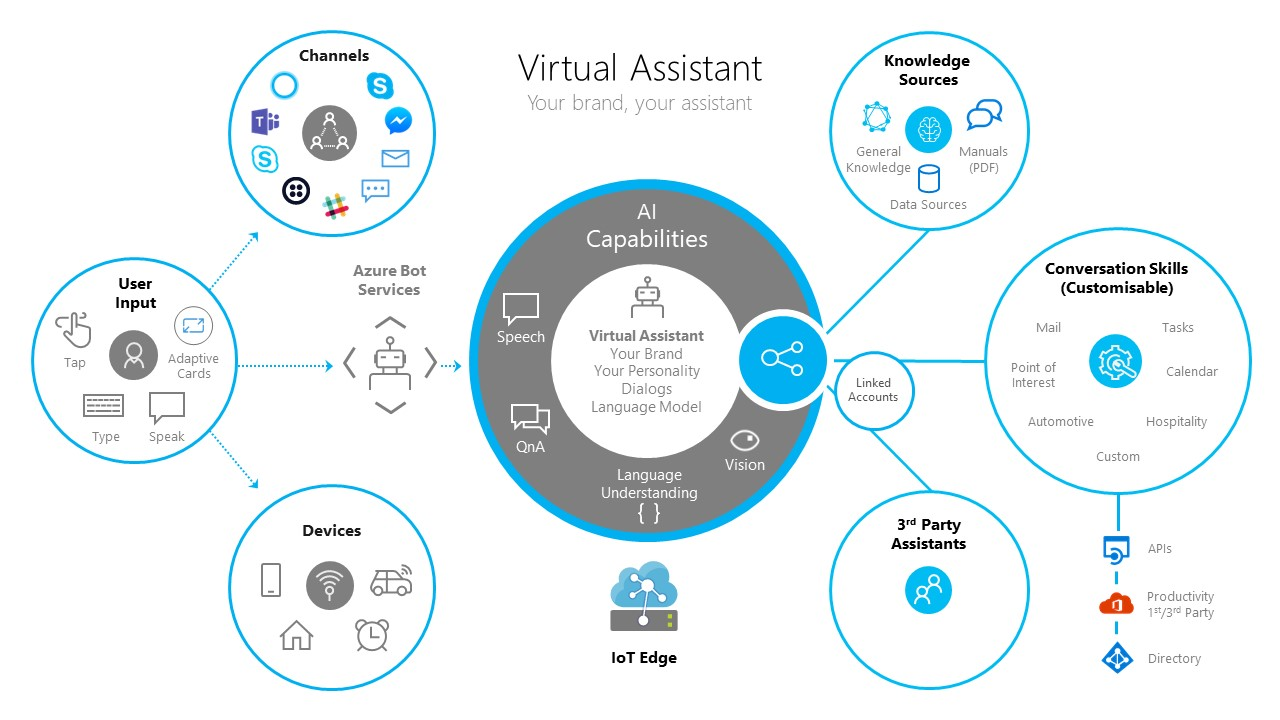 Virtual Assistant
Your brand, your assistant
Channels
T
S
S
User
Input
Tap
Adaptive
Cards
Type
Speak
Devices
Azure Bot
Services
AI
Capabilities
Speech
QnA
Language
Understanding
{ }
Vision
Virtual Assistant
Your Brand
Your Personality
Dialogs
Language Model
IoT Edge
Knowledge
Sources
General
Knowledge
Manuals
(PDF)
Data Sources
Linked
Accounts
Conversation Skills
(Customisable)
Mail
Tasks
Point of
Interest
Calendar
Automotive
Hospitality
Custom
3rd Party
Assistants
APIs
Productivity
1st/3rd Party
Directory